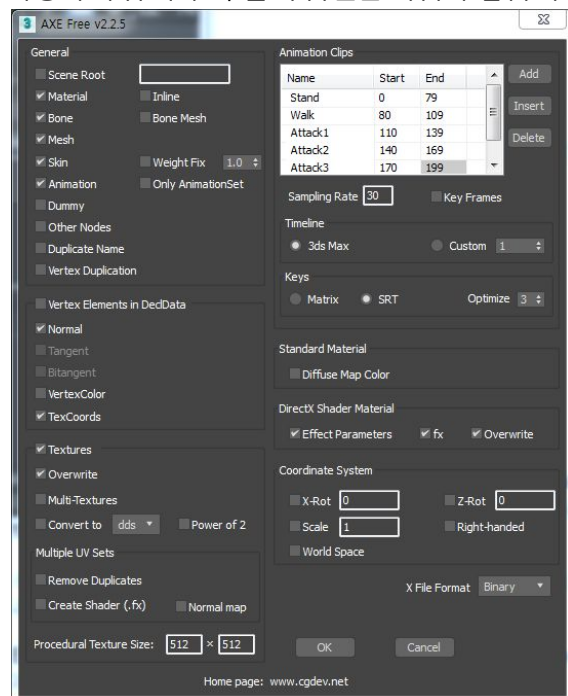 AXE Free v2.2.5
General
Scene Root
Material
Inline
Bone
Bone Mesh
Mesh
Skin
Weight Fix 1.0
Animation
Only AnimationSet
Dummy
Other Nodes
Duplicate Name
Vertex Duplication
Vertex Elements in DeclData
Normal
Tangent
Bitangent
VertexColor
TexCoords
Textures
Overwrite
Multi-Textures
Convert to dds
Power of 2
Multiple UV Sets
Remove Duplicates
Create Shader (.fx)
Normal map
Procedural Texture Size: 512 × 512
Animation Clips
Name Start End
Stand 0 79
Walk 80 109
Attack1 110 139
Attack2 140 169
Attack3 170 199
Add
Insert
Delete
Sampling Rate 30
Key Frames
Timeline
3ds Max
Custom 1
Keys
Matrix
SRT
Optimize 3
Standard Material
Diffuse Map Color
DirectX Shader Material
Effect Parameters
fx
Overwrite
Coordinate System
X-Rot 0
Z-Rot 0
Scale 1
Right-handed
World Space
X File Format Binary
OK
Cancel
Home page: www.cgdev.net